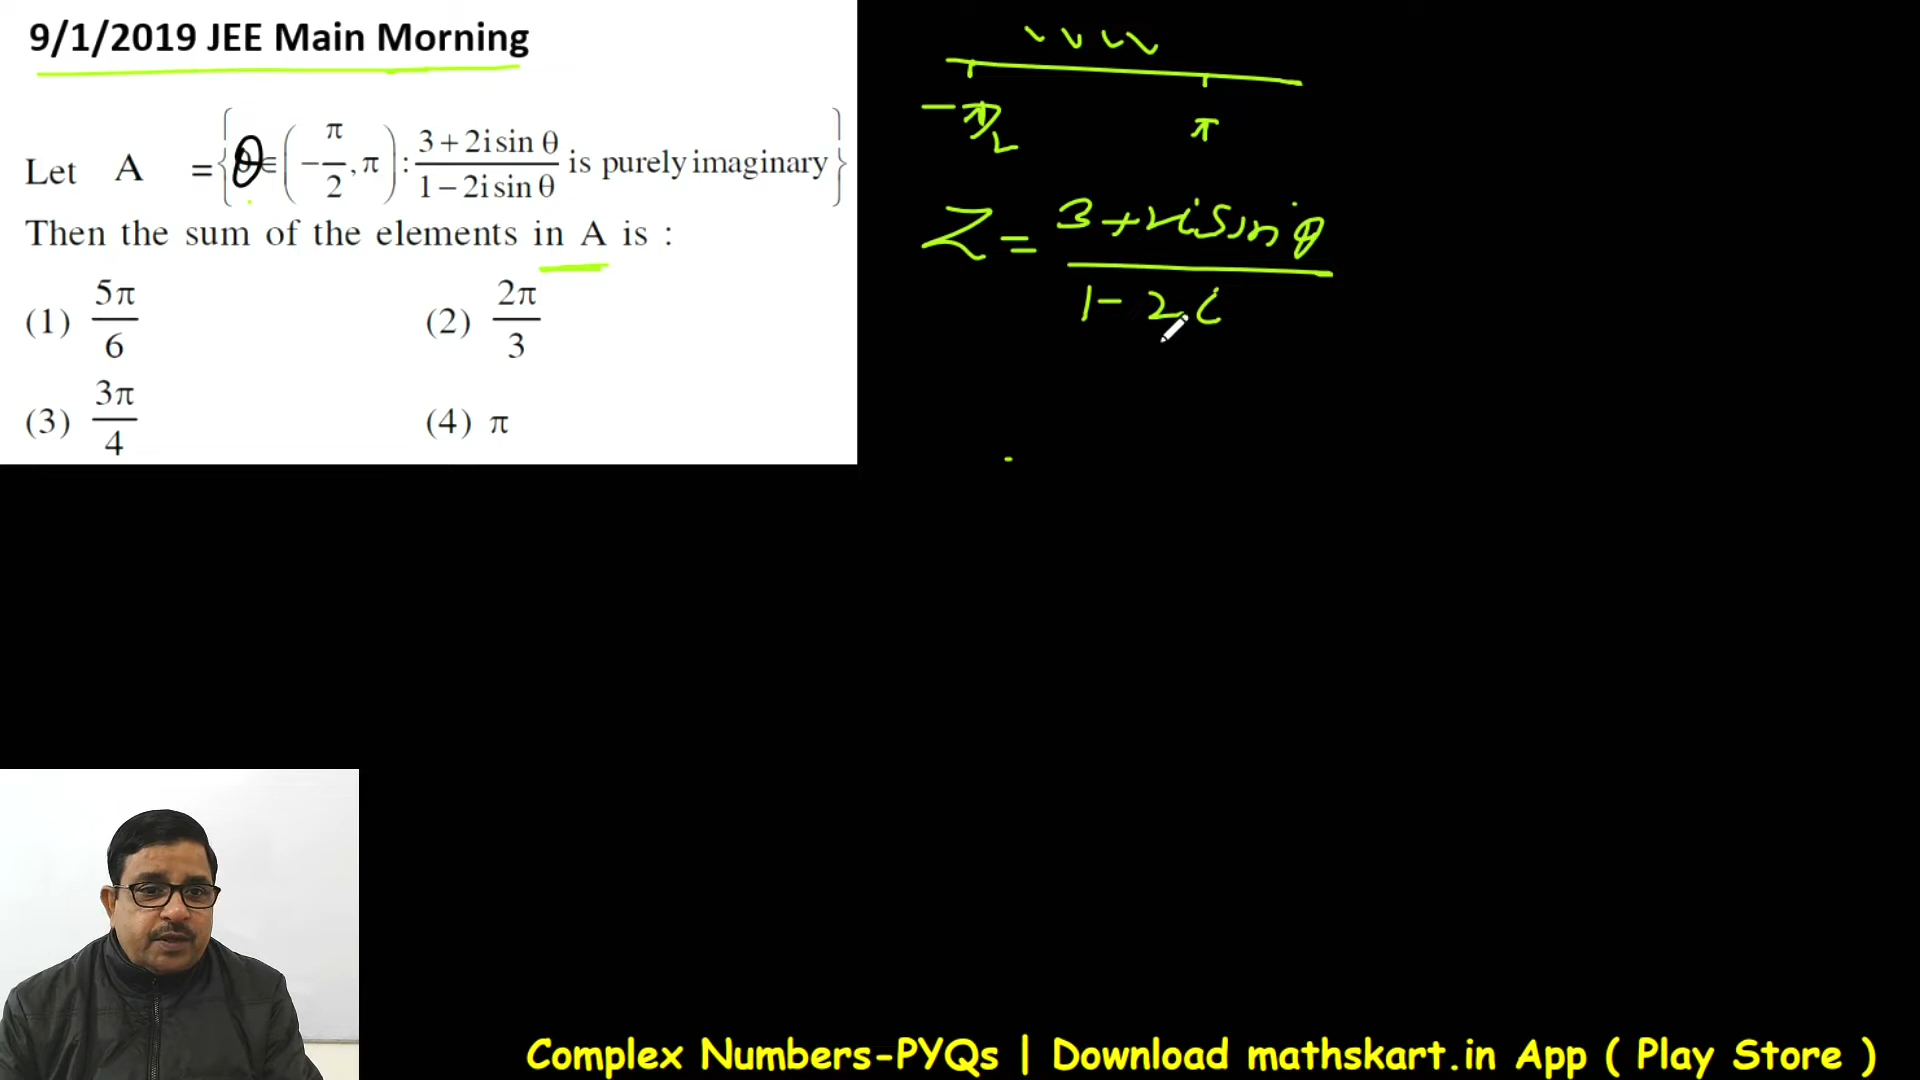 9/1/2019 JEE Main Morning
Let A = { θ ∈ ( −π/2 , π ) : (3 + 2i sin θ)/(1 − 2i sin θ) is purely imaginary }
Then the sum of the elements in A is :
(1) 5π/6 (2) 2π/3
(3) 3π/4 (4) π
−π/2 π
Z = 3 + 2i Sin θ
1 − 2i
Complex Numbers-PYQs | Download mathskart.in App ( Play Store )